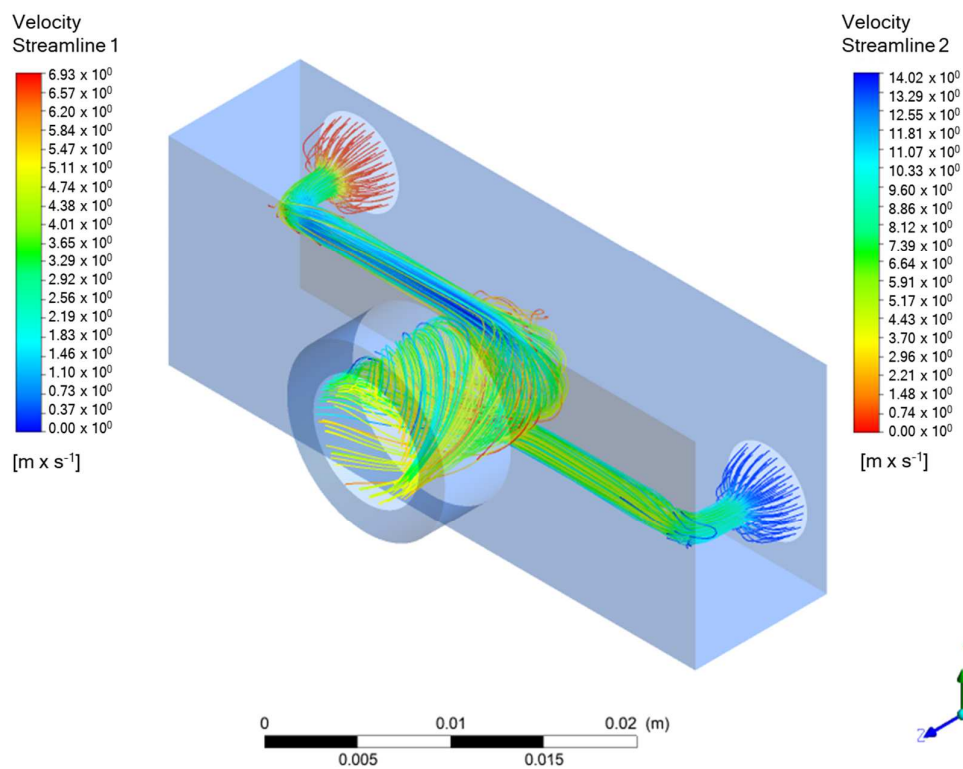 Velocity
Streamline 1
6.93 x 10⁰
6.57 x 10⁰
6.20 x 10⁰
5.84 x 10⁰
5.47 x 10⁰
5.11 x 10⁰
4.74 x 10⁰
4.38 x 10⁰
4.01 x 10⁰
3.65 x 10⁰
3.29 x 10⁰
2.92 x 10⁰
2.56 x 10⁰
2.19 x 10⁰
1.83 x 10⁰
1.46 x 10⁰
1.10 x 10⁰
0.73 x 10⁰
0.37 x 10⁰
0.00 x 10⁰
[m x s⁻¹]
Velocity
Streamline 2
14.02 x 10⁰
13.29 x 10⁰
12.55 x 10⁰
11.81 x 10⁰
11.07 x 10⁰
10.33 x 10⁰
9.60 x 10⁰
8.86 x 10⁰
8.12 x 10⁰
7.39 x 10⁰
6.64 x 10⁰
5.91 x 10⁰
5.17 x 10⁰
4.43 x 10⁰
3.70 x 10⁰
2.96 x 10⁰
2.21 x 10⁰
1.48 x 10⁰
0.74 x 10⁰
0.00 x 10⁰
[m x s⁻¹]
0 0.01 0.02 (m)
0.005 0.015
Z